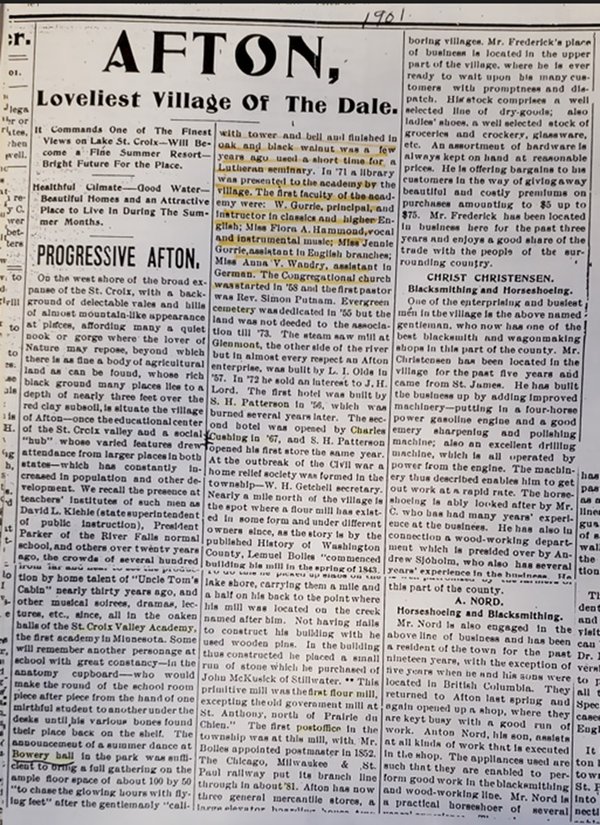 1901
AFTON,
Loveliest Village Of The Dale.
It Commands One of The Finest
Views on Lake St. Croix—Will Be-
come a Fine Summer Resort—
Bright Future For the Place.
Healthful Climate—Good Water—
Beautiful Homes and an Attractive
Place to Live In During The Sum-
mer Months.
PROGRESSIVE AFTON.
On the west shore of the broad ex-
panse of the St. Croix, with a back-
ground of delectable vales and hills
of almost mountain-like appearance
at places, affording many a quiet
nook or gorge where the lover of
Nature may repose, beyond which
there is as fine a body of agricultural
land as can be found, whose rich
black ground many places lies to a
depth of nearly three feet over the
red clay subsoil, is situate the village
of Afton—once the educational center
of the St. Croix valley and a social
"hub" whose varied features drew
attendance from larger places in both
states—which has constantly in-
creased in population and other de-
velopment. We recall the presence at
teachers' institutes of such men as
David L. Kiehle (state superintendent
of public instruction), President
Parker of the River Falls normal
school, and others over twenty years
ago, the crowds of several hundred
tion by home talent of "Uncle Tom's
Cabin" nearly thirty years ago, and
other musical soirees, dramas, lec-
tures, etc., since, all in the oaken
halls of the St. Croix Valley Academy,
the first academy in Minnesota. Some
will remember another personage at
school with great constancy—in the
anatomy cupboard—who would
make the round of the school room
piece after piece from the hand of one
mirthful student to another under the
desks until his various bones found
their place back on the shelf. The
announcement of a summer dance at
Bowery hall in the park was suffi-
cient to bring a full gathering on the
ample floor space of about 100 by 50
"to chase the glowing hours with fly-
ing feet" after the gentlemanly "call-
with tower and bell and finished in
oak and black walnut was a few
years ago used a short time for a
Lutheran seminary. In '71 a library
was presented to the academy by the
village. The first faculty of the acad-
emy were: W. Gorrie, principal, and
instructor in classics and higher En-
glish; Miss Flora A. Hammond, vocal
and instrumental music; Miss Jennie
Gorrie, assistant in English branches;
Miss Anna V. Wandry, assistant in
German. The Congregational church
was started in '58 and the first pastor
was Rev. Simon Putnam. Evergreen
cemetery was dedicated in '55 but the
land was not deeded to the associa-
tion till '73. The steam saw mill at
Glenmont, the other side of the river
but in almost every respect an Afton
enterprise, was built by L. I. Olds in
'57. In '72 he sold an interest to J. H.
Lord. The first hotel was built by
S. H. Patterson in '56, which was
burned several years later. The sec-
ond hotel was opened by Charles
Cushing in '67, and S. H. Patterson
opened his first store the same year.
At the outbreak of the Civil war a
home relief society was formed in the
township—W. H. Getchell secretary.
Nearly a mile north of the village is
the spot where a flour mill has exist-
ed in some form and under different
owners since, as the story is by the
published History of Washington
County, Lemuel Bolles "commenced
building his mill in the spring of 1843.
lake shore, carrying them a mile and
a half on his back to the point where
his mill was located on the creek
named after him. Not having nails
to construct his building with he
used wooden pins. In the building
thus constructed he placed a small
run of stone which he purchased of
John McKusick of Stillwater. ** This
primitive mill was the first flour mill,
excepting the old government mill at
St. Anthony, north of Prairie du
Chien." The first postoffice in the
township was at this mill, with Mr.
Bolles appointed postmaster in 1852.
The Chicago, Milwaukee & St.
Paul railway put its branch line
through in about '81. Afton has now
three general mercantile stores, a
boring villages. Mr. Frederick's place
of business is located in the upper
part of the village, where he is ever
ready to wait upon his many cus-
tomers with promptness and dis-
patch. His stock comprises a well
selected line of dry-goods; also
ladies' shoes, a well selected stock of
groceries and crockery, glassware,
etc. An assortment of hardware is
always kept on hand at reasonable
prices. He is offering bargains to his
customers in the way of giving away
beautiful and costly premiums on
purchases amounting to $5 up to
$75. Mr. Frederick has been located
in business here for the past three
years and enjoys a good share of the
trade with the people of the sur-
rounding country.
CHRIST CHRISTENSEN.
Blacksmithing and Horseshoeing.
One of the enterprising and busiest
men in the village is the above named
gentleman, who now has one of the
best blacksmith and wagonmaking
shops in this part of the county. Mr.
Christensen has been located in the
village for the past five years and
came from St. James. He has built
the business up by adding improved
machinery—putting in a four-horse
power gasoline engine and a good
emery sharpening and polishing
machine; also an excellent drilling
machine, which is all operated by
power from the engine. The machin-
ery thus described enables him to get
out work at a rapid rate. The horse-
shoeing is ably looked after by Mr.
C. who has had many years' experi-
ence at the business. He has also in
connection a wood-working depart-
ment which is presided over by An-
drew Sjoholm, who also has several
years' experience in the business. He
this part of the county.
A. NORD.
Horseshoeing and Blacksmithing.
Mr. Nord is also engaged in the
above line of business and has been
a resident of the town for the past
nineteen years, with the exception of
five years when he and his sons were
located in British Columbia. They
returned to Afton last spring and
again opened up a shop, where they
are kept busy with a good run of
work. Anton Nord, his son, assists
at all kinds of work that is executed
in the shop. The appliances used are
such that they are enabled to per-
form good work in the blacksmithing
and wood-working line. Mr. Nord is
a practical horseshoer of several